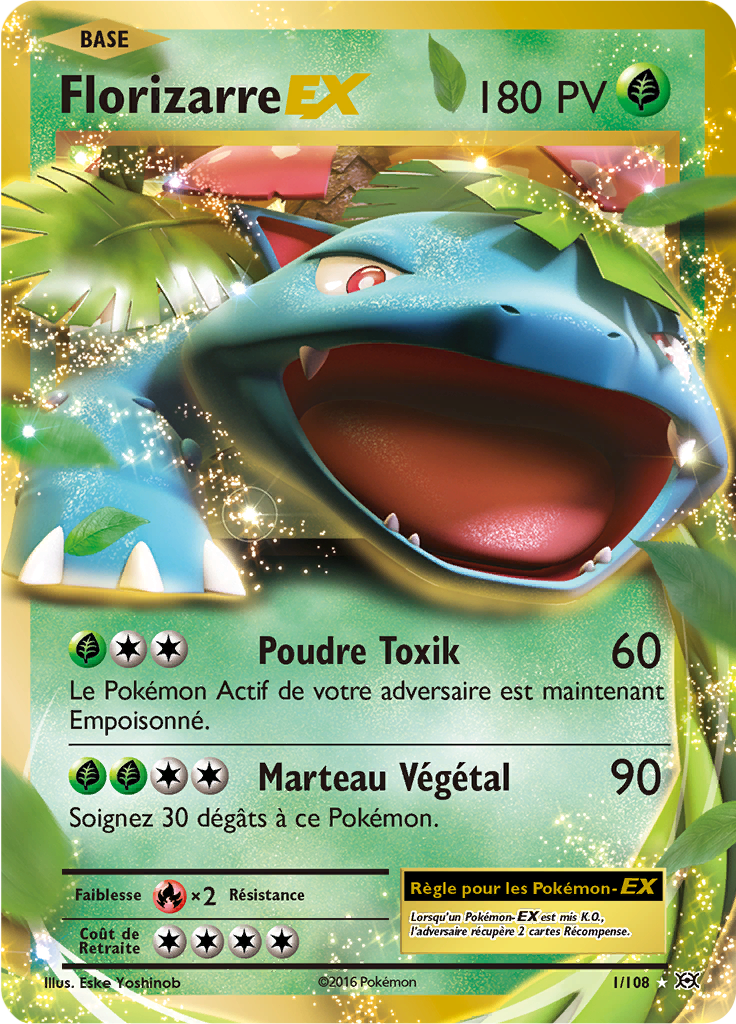 BASE
FlorizarreEX 180 PV
Poudre Toxik 60
Le Pokémon Actif de votre adversaire est maintenant
Empoisonné.
Marteau Végétal 90
Soignez 30 dégâts à ce Pokémon.
Faiblesse ×2 Résistance
Coût de
Retraite
Règle pour les Pokémon-EX
Lorsqu'un Pokémon-EX est mis K.O.,
l'adversaire récupère 2 cartes Récompense.
Illus. Eske Yoshinob ©2016 Pokémon 1/108